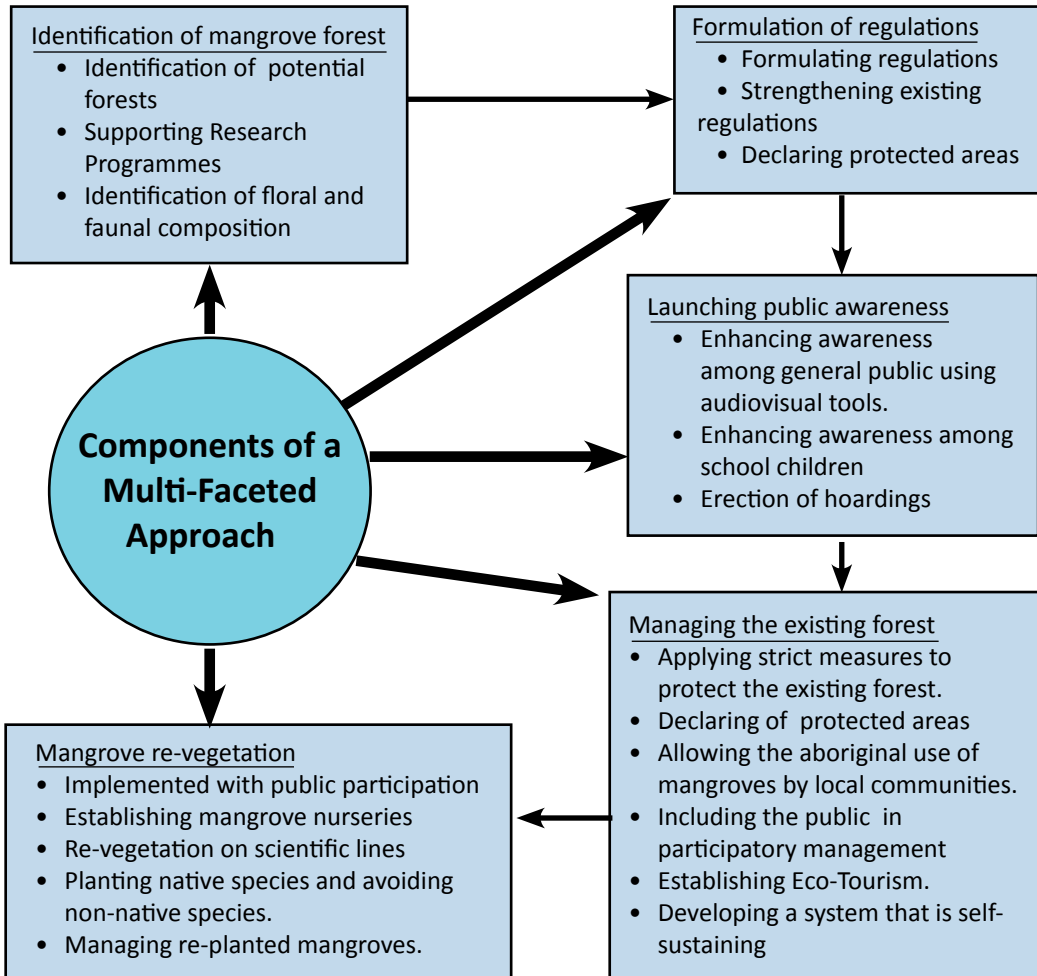 Identification of mangrove forest
• Identification of potential
forests
• Supporting Research
Programmes
• Identification of floral and
faunal composition
Formulation of regulations
• Formulating regulations
• Strengthening existing
regulations
• Declaring protected areas
Launching public awareness
• Enhancing awareness
among general public using
audiovisual tools.
• Enhancing awareness among
school children
• Erection of hoardings
Components of a
Multi-Faceted
Approach
Managing the existing forest
• Applying strict measures to
protect the existing forest.
• Declaring of protected areas
• Allowing the aboriginal use of
mangroves by local communities.
• Including the public in
participatory management
• Establishing Eco-Tourism.
• Developing a system that is self-
sustaining
Mangrove re-vegetation
• Implemented with public participation
• Establishing mangrove nurseries
• Re-vegetation on scientific lines
• Planting native species and avoiding
non-native species.
• Managing re-planted mangroves.